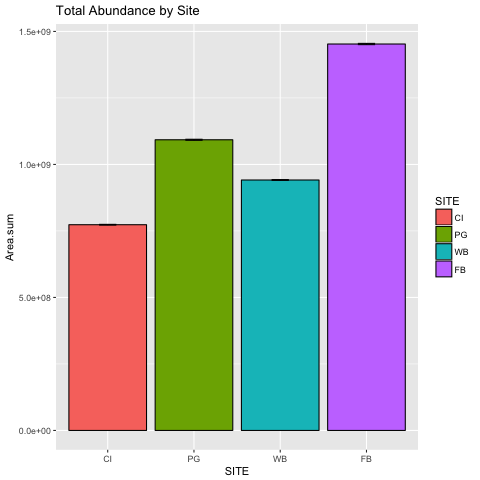 Total Abundance by Site
1.5e+09
1.0e+09
5.0e+08
0.0e+00
Area.sum
CI PG WB FB
SITE
SITE
CI
PG
WB
FB